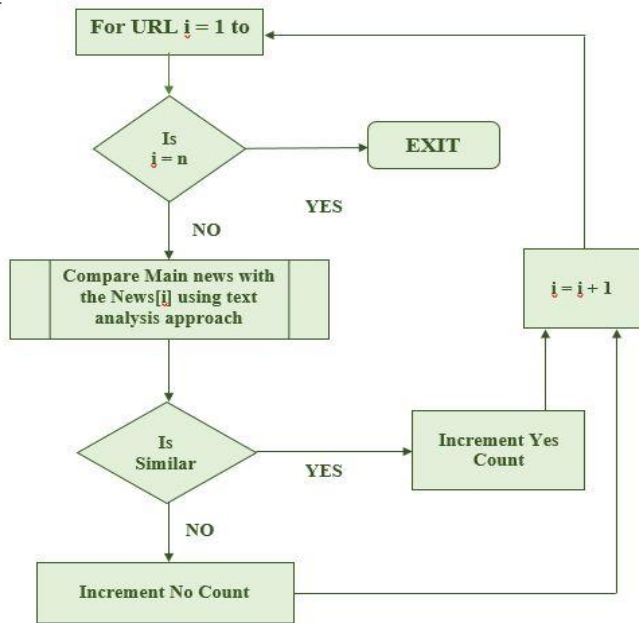 For URL i = 1 to
Is
i = n
EXIT
YES
NO
Compare Main news with
the News[i] using text
analysis approach
i = i + 1
Is
Similar
YES
Increment Yes
Count
NO
Increment No Count